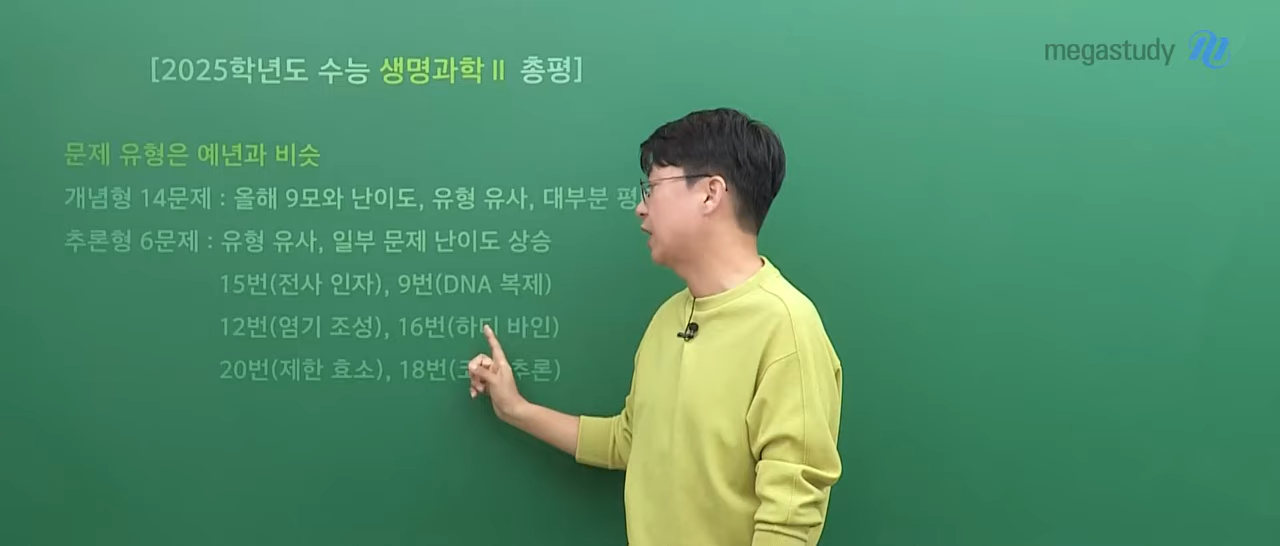 megastudy
[2025학년도 수능 생명과학Ⅱ 총평]
문제 유형은 예년과 비슷
개념형 14문제 : 올해 9모와 난이도, 유형 유사, 대부분
추론형 6문제 : 유형 유사, 일부 문제 난이도 상승
15번(전사 인자), 9번(DNA 복제)
12번(염기 조성), 16번(하디 바인)
20번(제한 효소), 18번( 추론)